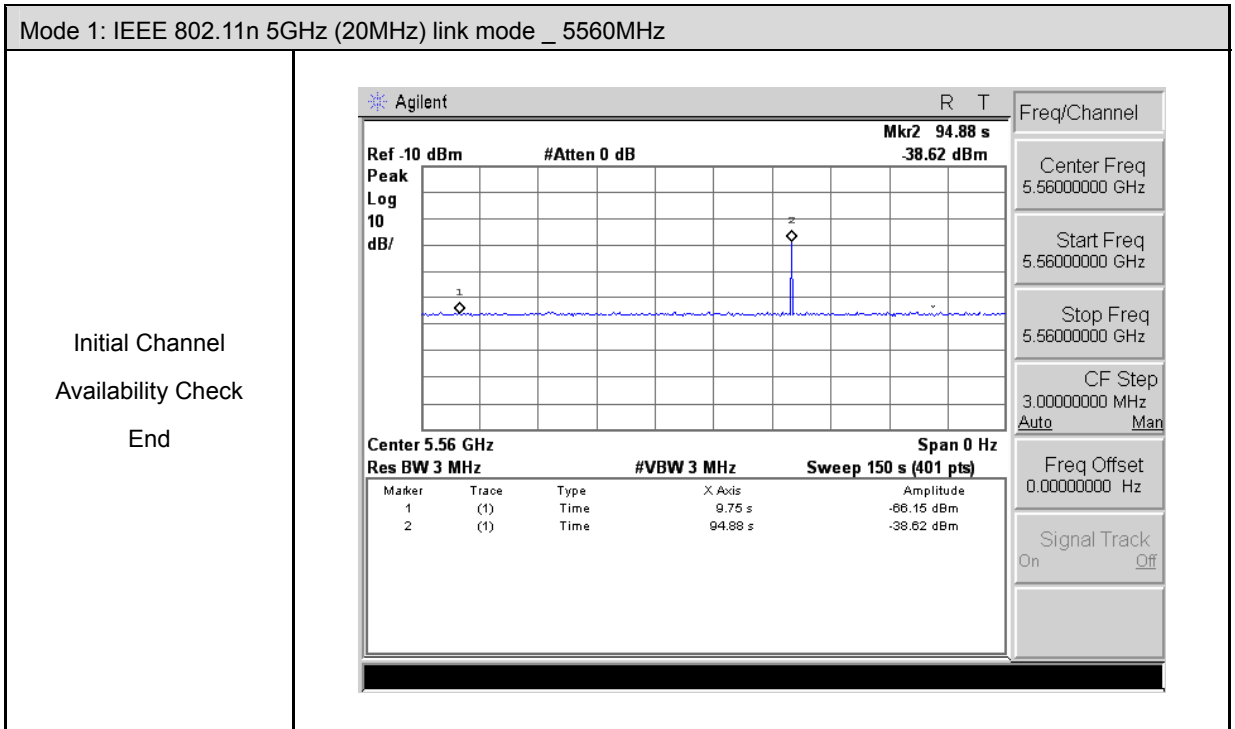 Mode 1: IEEE 802.11n 5GHz (20MHz) link mode _ 5560MHz
Initial Channel
Availability Check
End
Agilent R T
Mkr2 94.88 s
Ref -10 dBm #Atten 0 dB -38.62 dBm
Peak
Log
10
dB/
1
2
Center 5.56 GHz Span 0 Hz
Res BW 3 MHz #VBW 3 MHz Sweep 150 s (401 pts)
Marker Trace Type X Axis Amplitude
1 (1) Time 9.75 s -66.15 dBm
2 (1) Time 94.88 s -38.62 dBm
Freq/Channel
Center Freq
5.56000000 GHz
Start Freq
5.56000000 GHz
Stop Freq
5.56000000 GHz
CF Step
3.00000000 MHz
Auto Man
Freq Offset
0.00000000 Hz
Signal Track
On Off